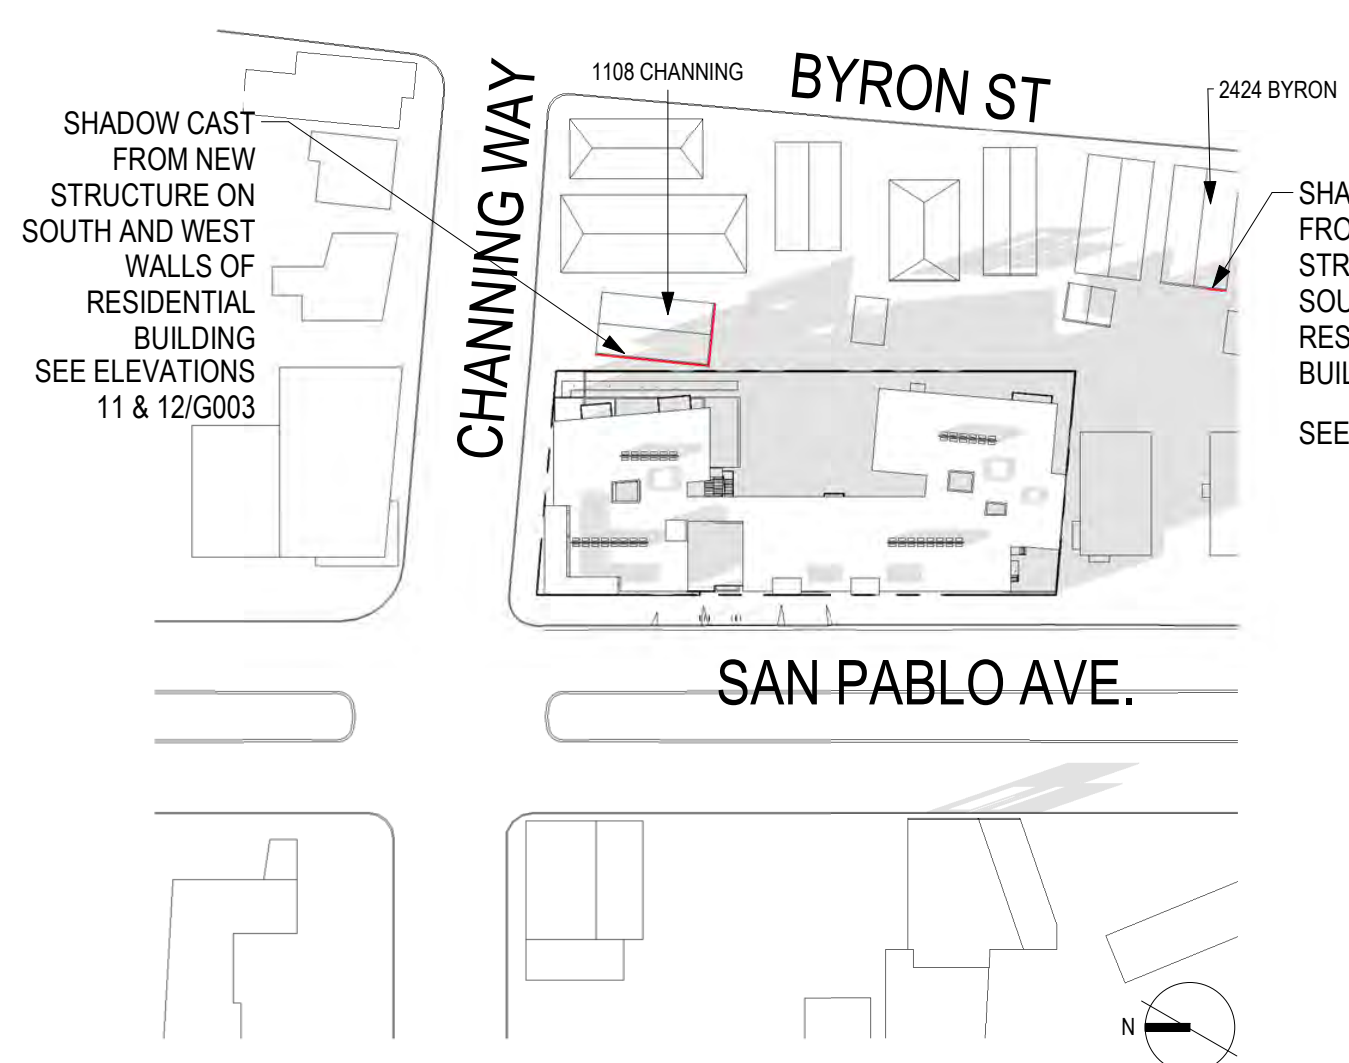 BYRON ST
1108 CHANNING
2424 BYRON
CHANNING WAY
SHADOW CAST
FROM NEW
STRUCTURE ON
SOUTH AND WEST
WALLS OF
RESIDENTIAL
BUILDING
SEE ELEVATIONS
11 & 12/G003
SHA
FRO
STR
SOU
RES
BUIL
SEE
SAN PABLO AVE.
N